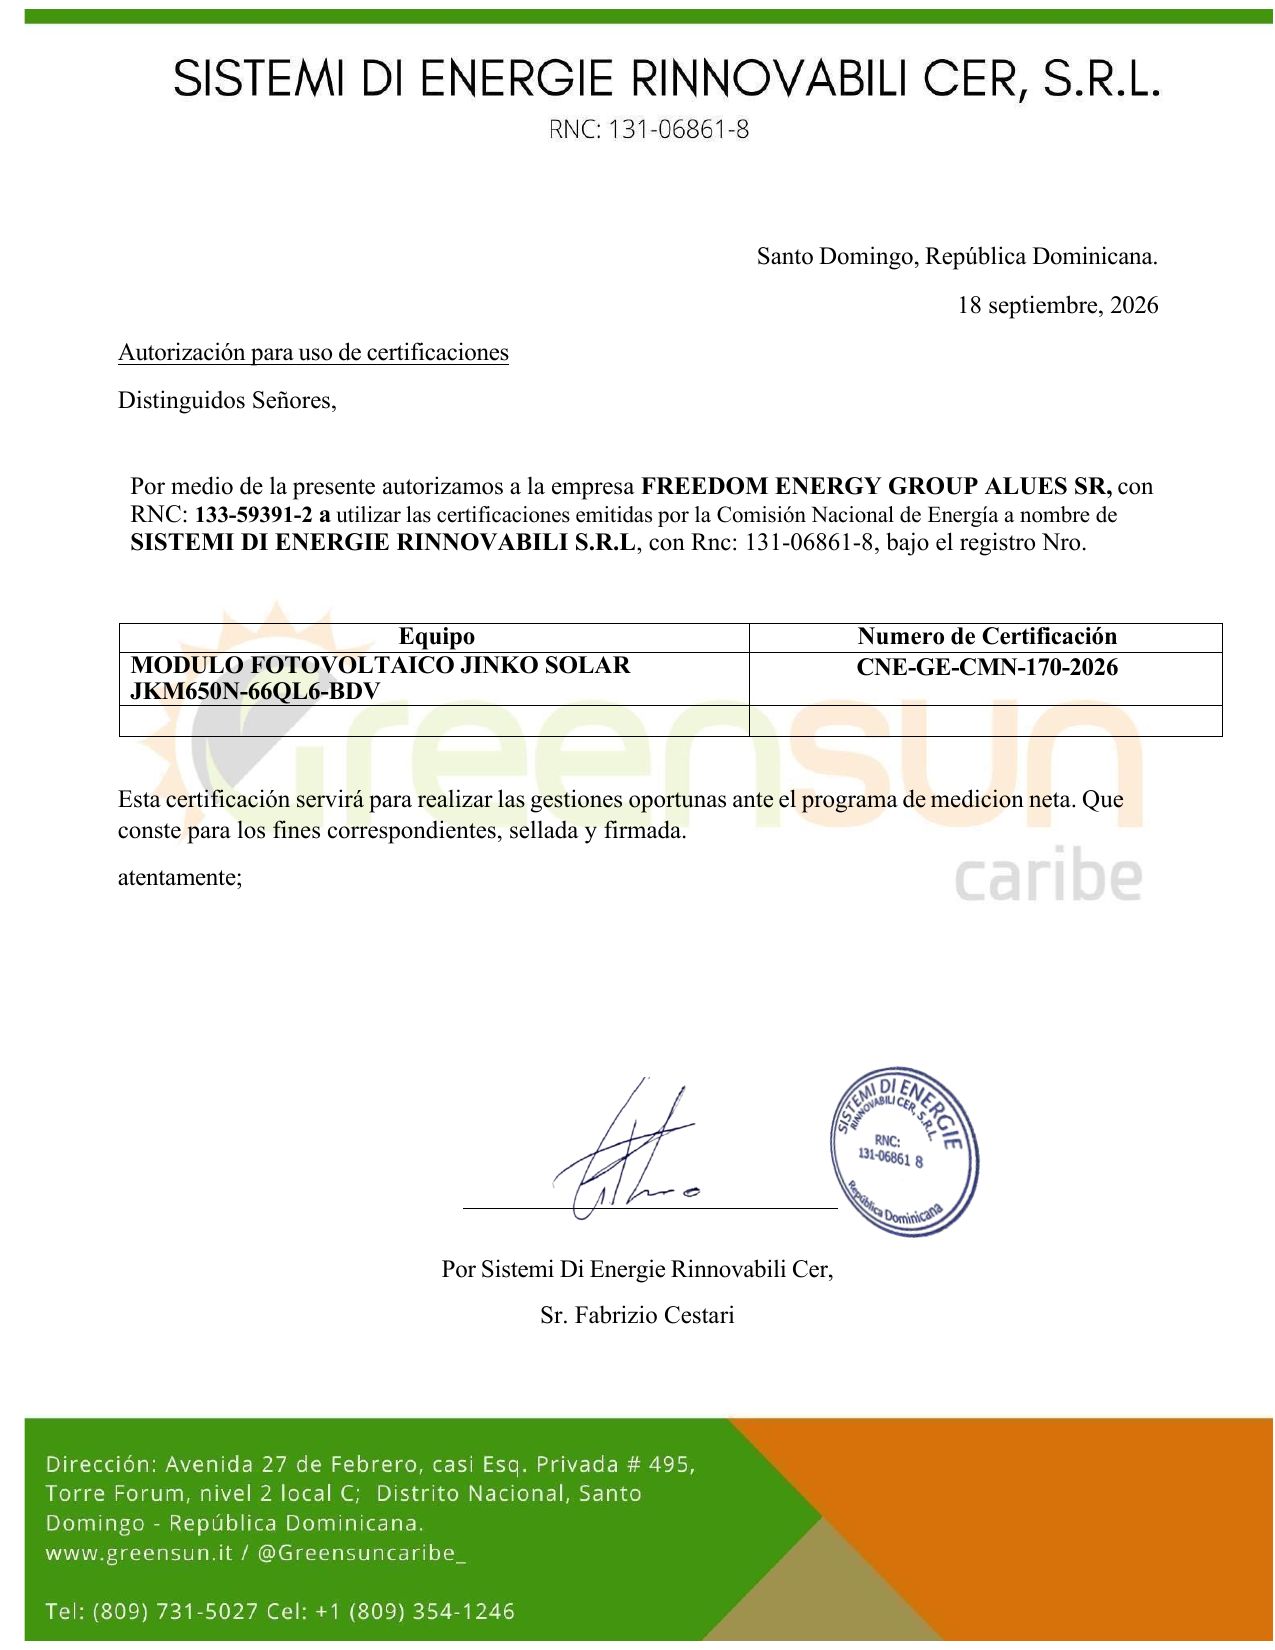 SISTEMI DI ENERGIE RINNOVABILI CER, S.R.L.
RNC: 131-06861-8
Santo Domingo, República Dominicana.
18 septiembre, 2026
Autorización para uso de certificaciones
Distinguidos Señores,
Por medio de la presente autorizamos a la empresa FREEDOM ENERGY GROUP ALUES SR, con
RNC: 133-59391-2 a utilizar las certificaciones emitidas por la Comisión Nacional de Energía a nombre de
SISTEMI DI ENERGIE RINNOVABILI S.R.L, con Rnc: 131-06861-8, bajo el registro Nro.
Equipo Numero de Certificación
MODULO FOTOVOLTAICO JINKO SOLAR CNE-GE-CMN-170-2026
JKM650N-66QL6-BDV
Greensun
caribe
Esta certificación servirá para realizar las gestiones oportunas ante el programa de medicion neta. Que
conste para los fines correspondientes, sellada y firmada.
atentamente;
SISTEMI DI ENERGIE
RINNOVABILI CER, S.R.L.
RNC:
131-06861 8
República Dominicana
Por Sistemi Di Energie Rinnovabili Cer,
Sr. Fabrizio Cestari
Dirección: Avenida 27 de Febrero, casi Esq. Privada # 495,
Torre Forum, nivel 2 local C; Distrito Nacional, Santo
Domingo - República Dominicana.
www.greensun.it / @Greensuncaribe_
Tel: (809) 731-5027 Cel: +1 (809) 354-1246